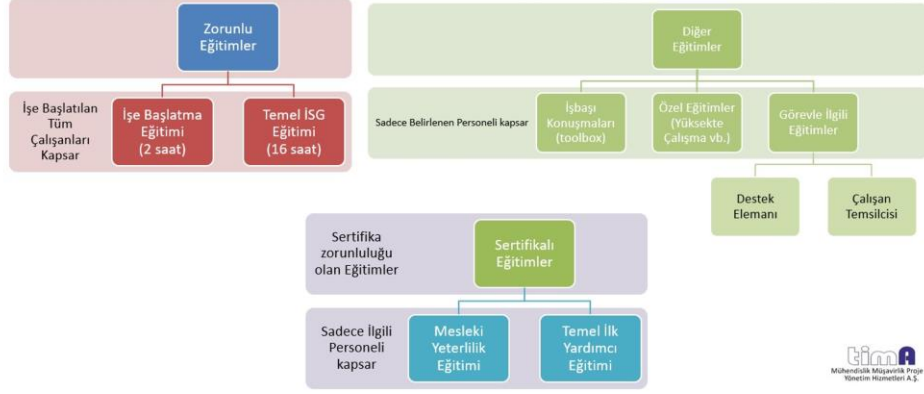 Zorunlu
Eğitimler
İşe Başlatılan
Tüm
Çalışanları
Kapsar
İşe Başlatma
Eğitimi
(2 saat)
Temel İSG
Eğitimi
(16 saat)
Diğer
Eğitimler
Sadece Belirlenen Personeli kapsar
İşbaşı
Konuşmaları
(toolbox)
Özel Eğitimler
(Yüksekte
Çalışma vb.)
Görevle İlgili
Eğitimler
Destek
Elemanı
Çalışan
Temsilcisi
Sertifika
zorunluluğu
olan Eğitimler
Sertifikalı
Eğitimler
Sadece İlgili
Personeli
kapsar
Mesleki
Yeterlilik
Eğitimi
Temel İlk
Yardımcı
Eğitimi
timA
Mühendislik Müşavirlik Proje
Yönetim Hizmetleri A.Ş.